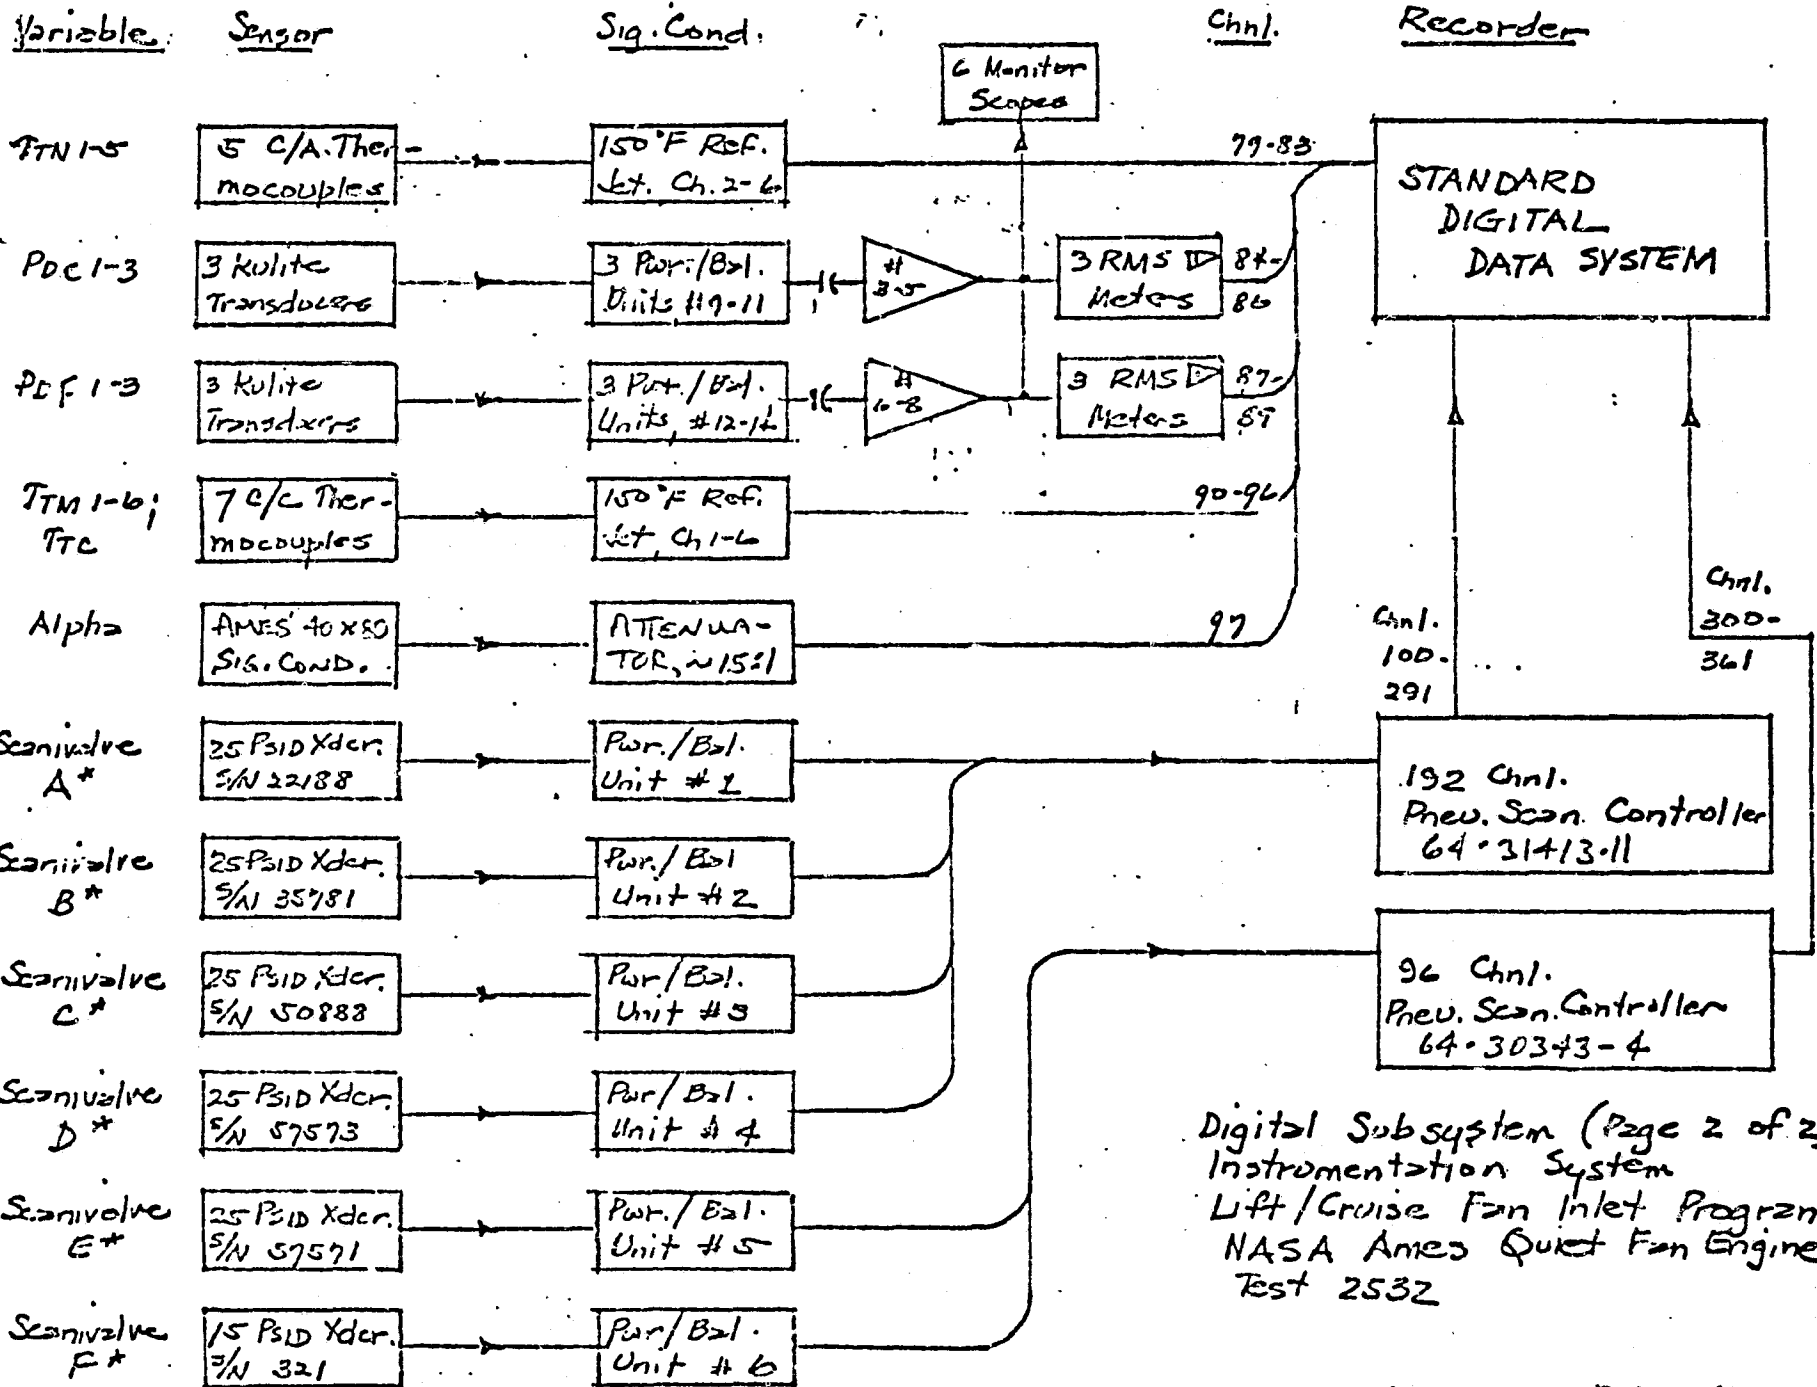 Variable Sensor Sig. Cond. Chnl. Recorder
6 Monitor
Scopes
TTN 1-5
5 C/A. Ther-
mocouples
150°F Ref.
Jct. Ch. 2-6
79-83
STANDARD
DIGITAL
DATA SYSTEM
PDC 1-3
3 Kulite
Transducers
3 Pwr./Bal.
Units #9-11
#
3-5
3 RMS
Meters
84-
86
PDF 1-3
3 Kulite
Transdxers
3 Pwr./Bal.
Units, #12-14
#
6-8
3 RMS
Meters
87-
89
TTM 1-6;
TTC
7 C/C Ther-
mocouples
150°F Ref.
Jct, Ch 1-6
90-96
Alpha
AMES 40x80
SIG. COND.
ATTENUA-
TOR, ~15:1
97
Chnl.
100-
291
Chnl.
300-
361
Scanivalve
A*
25 PSID Xdcr.
S/N 22188
Pwr./Bal.
Unit #1
192 Chnl.
Pneu. Scan. Controller
64-31413-11
Scanivalve
B*
25 PSID Xdcr.
S/N 35781
Pwr./Bal
Unit #2
Scanivalve
C*
25 PSID Xdcr.
S/N 50888
Pwr/Bal.
Unit #3
96 Chnl.
Pneu. Scan. Controller
64-30343-4
Scanivalve
D*
25 PSID Xdcr.
S/N 57573
Pwr/Bal.
Unit #4
Scanivalve
E*
25 PSID Xdcr.
S/N 57571
Pwr./Bal.
Unit #5
Scanivalve
F*
15 PSID Xdcr.
S/N 321
Pwr/Bal.
Unit #6
Digital Subsystem (Page 2 of 2
Instrumentation System
Lift/Cruise Fan Inlet Program
NASA Ames Quiet Fan Engine
Test 2532